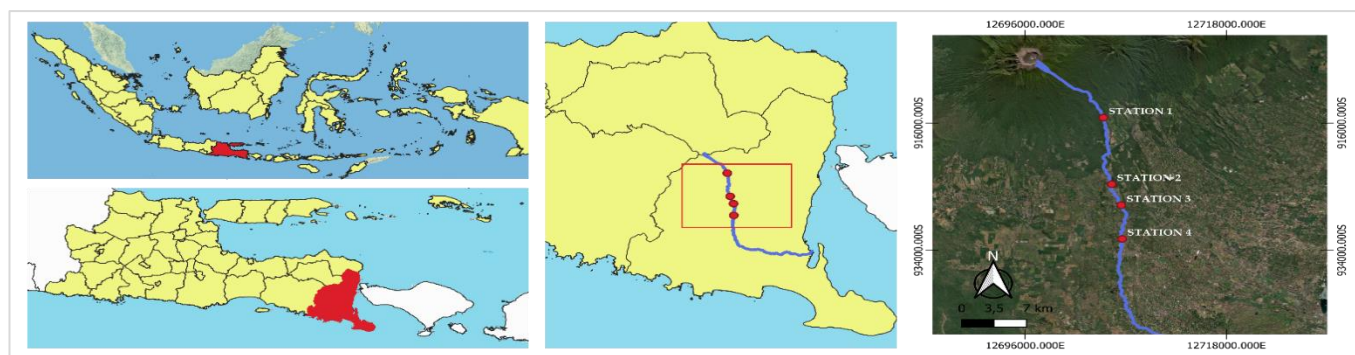 12696000.000E 12718000.000E
916000.000S 916000.000S
STATION 1
STATION 2
STATION 3
STATION 4
934000.000S 934000.000S
N
0 3,5 7 km
12696000.000E 12718000.000E